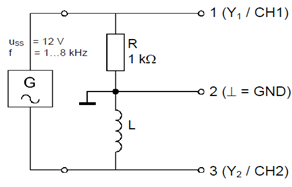 1 (Y₁ / CH1)
uss = 12 V
f = 1...8 kHz
R
1 kΩ
G
2 (⊥ = GND)
L
3 (Y₂ / CH2)